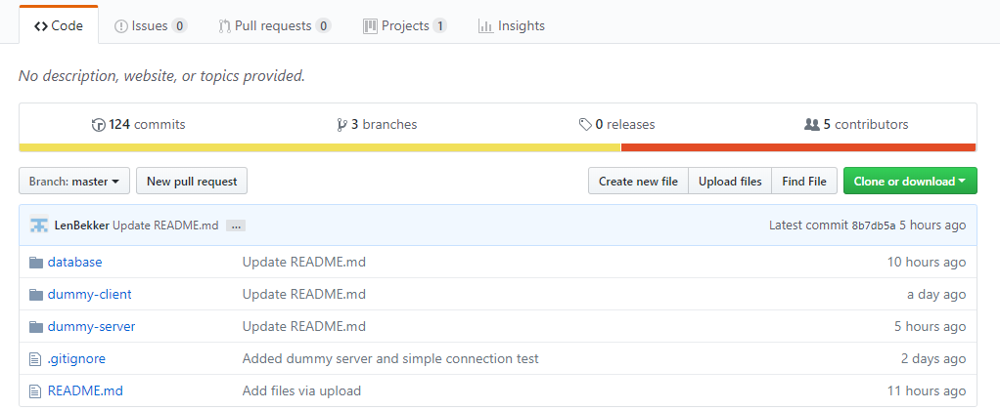 Code Issues 0 Pull requests 0 Projects 1 Insights
No description, website, or topics provided.
124 commits 3 branches 0 releases 5 contributors
Branch: master New pull request Create new file Upload files Find File Clone or download
LenBekker Update README.md ... Latest commit 8b7db5a 5 hours ago
database Update README.md 10 hours ago
dummy-client Update README.md a day ago
dummy-server Update README.md 5 hours ago
.gitignore Added dummy server and simple connection test 2 days ago
README.md Add files via upload 11 hours ago